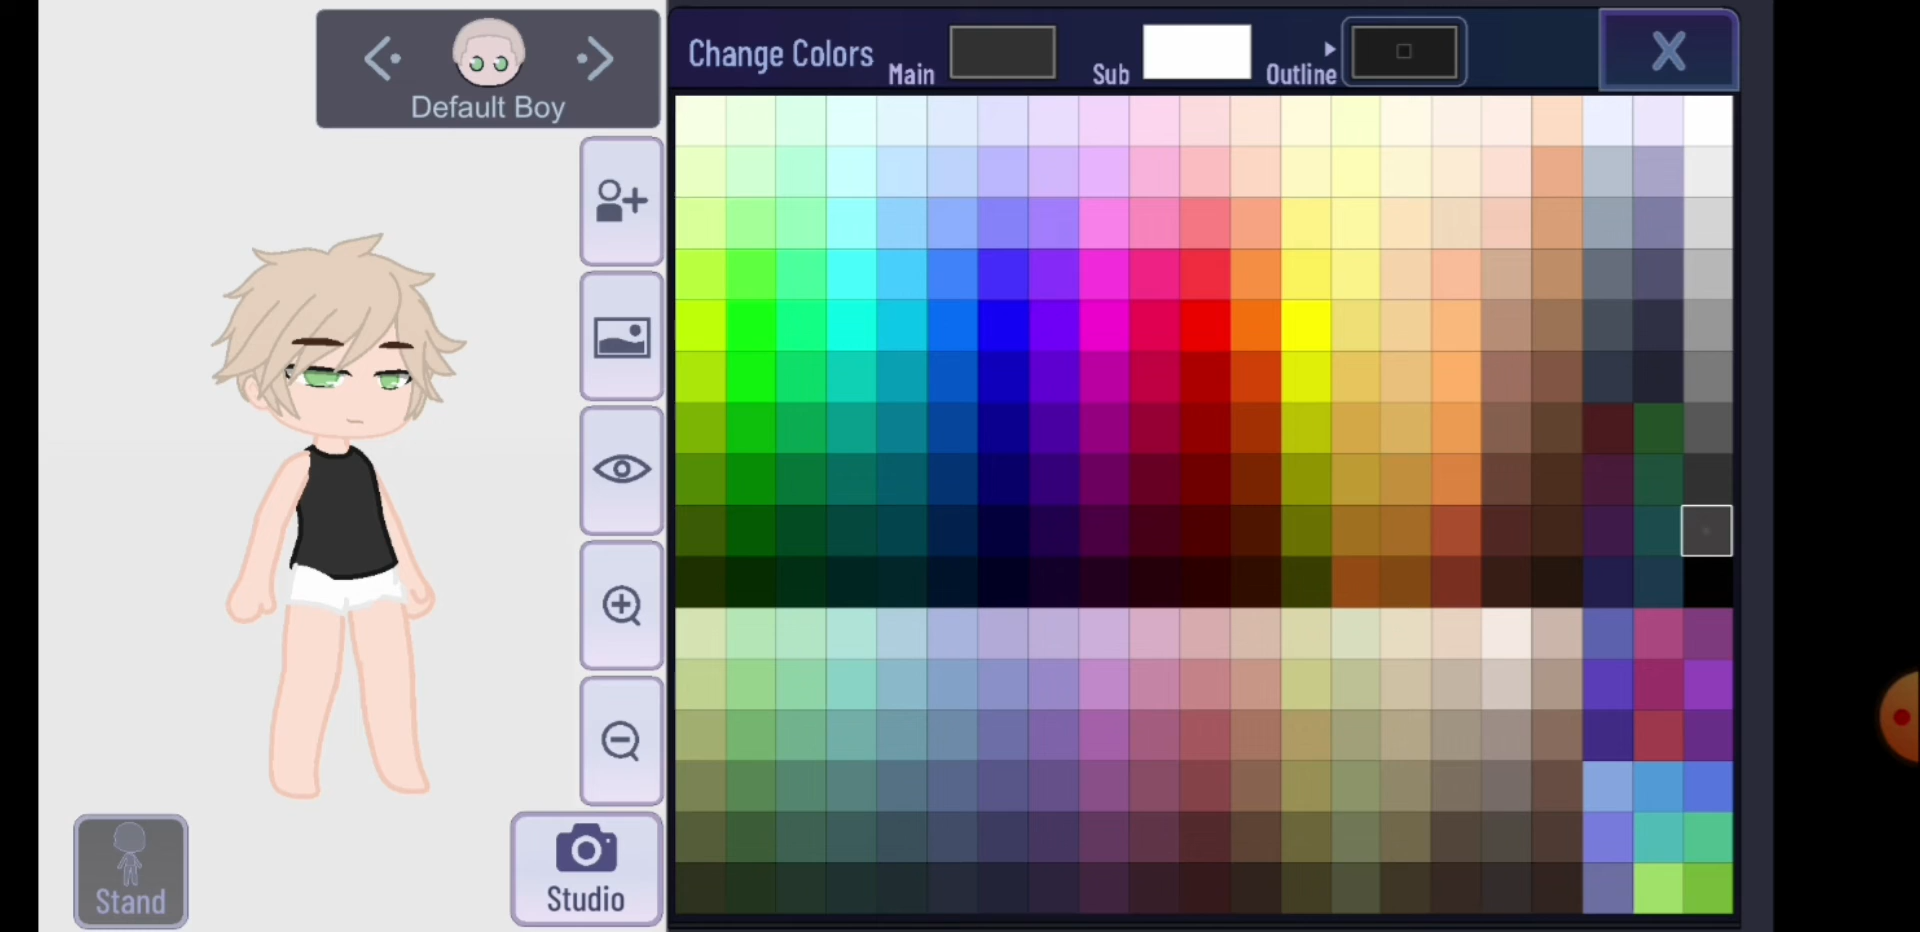 Default Boy
Change Colors
Main
Sub
Outline
X
Stand
Studio